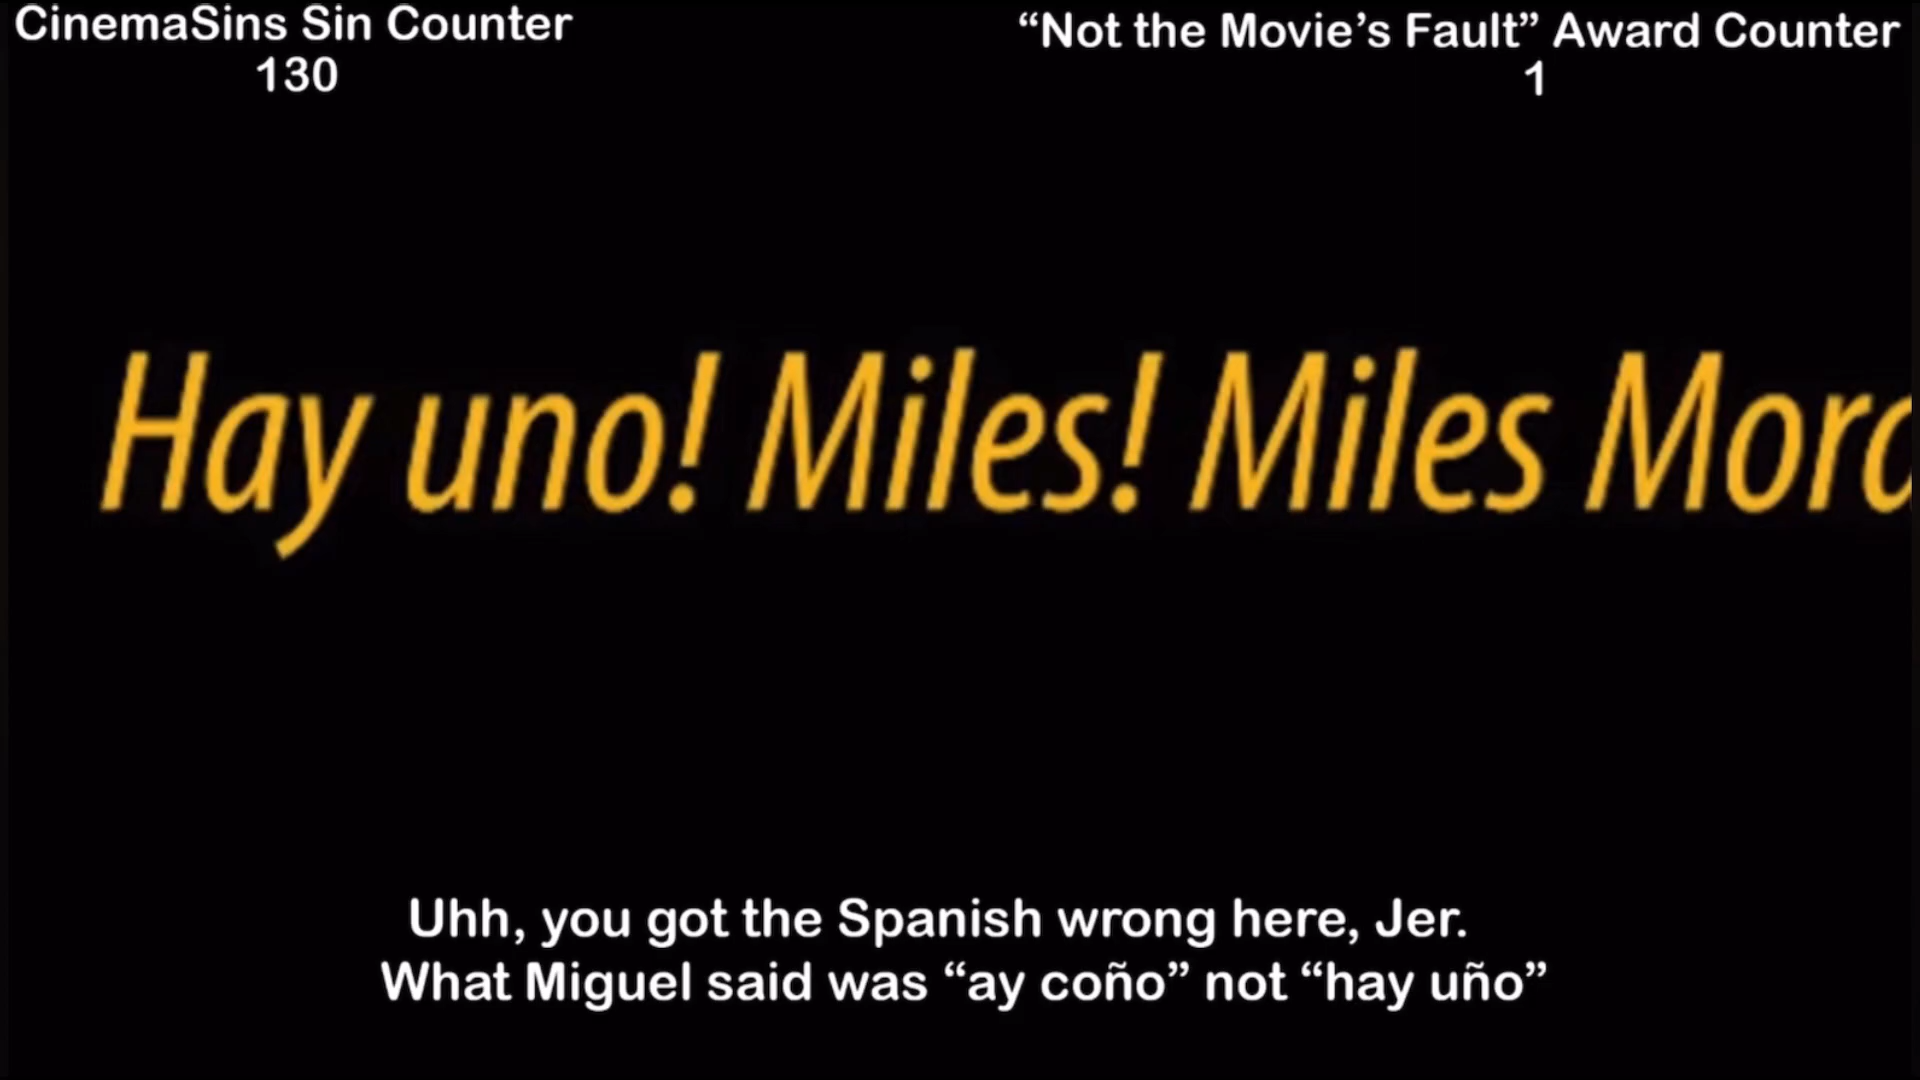 CinemaSins Sin Counter
130
“Not the Movie’s Fault” Award Counter
1
Hay uno! Miles! Miles Mora
Uhh, you got the Spanish wrong here, Jer.
What Miguel said was “ay coño” not “hay uño”